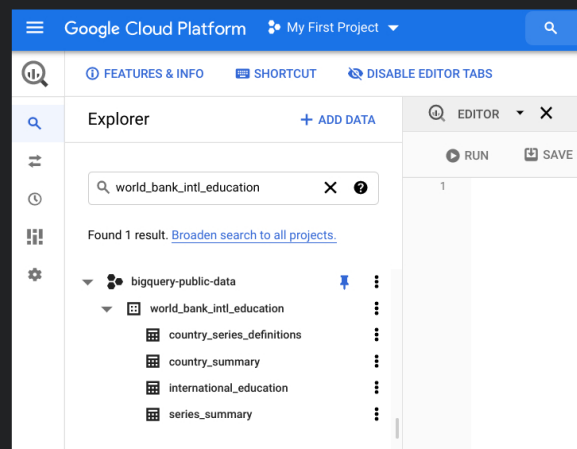 Google Cloud Platform My First Project
FEATURES & INFO SHORTCUT DISABLE EDITOR TABS
Explorer + ADD DATA
EDITOR
RUN SAVE
world_bank_intl_education
1
Found 1 result. Broaden search to all projects.
bigquery-public-data
world_bank_intl_education
country_series_definitions
country_summary
international_education
series_summary